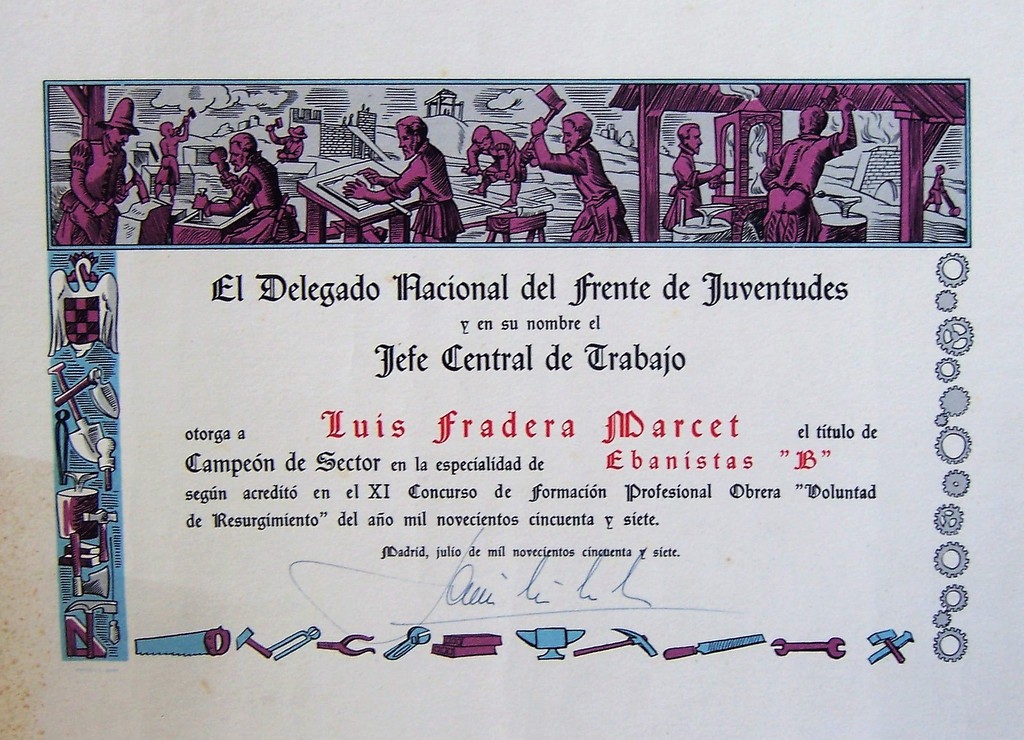 El Delegado Nacional del Frente de Juventudes
y en su nombre el
Jefe Central de Trabajo
otorga a Luis Fradera Marcet el título de
Campeón de Sector en la especialidad de Ebanistas "B"
según acreditó en el XI Concurso de Formación Profesional Obrera "Voluntad
de Resurgimiento" del año mil novecientos cincuenta y siete.
Madrid, julio de mil novecientos cincuenta y siete.